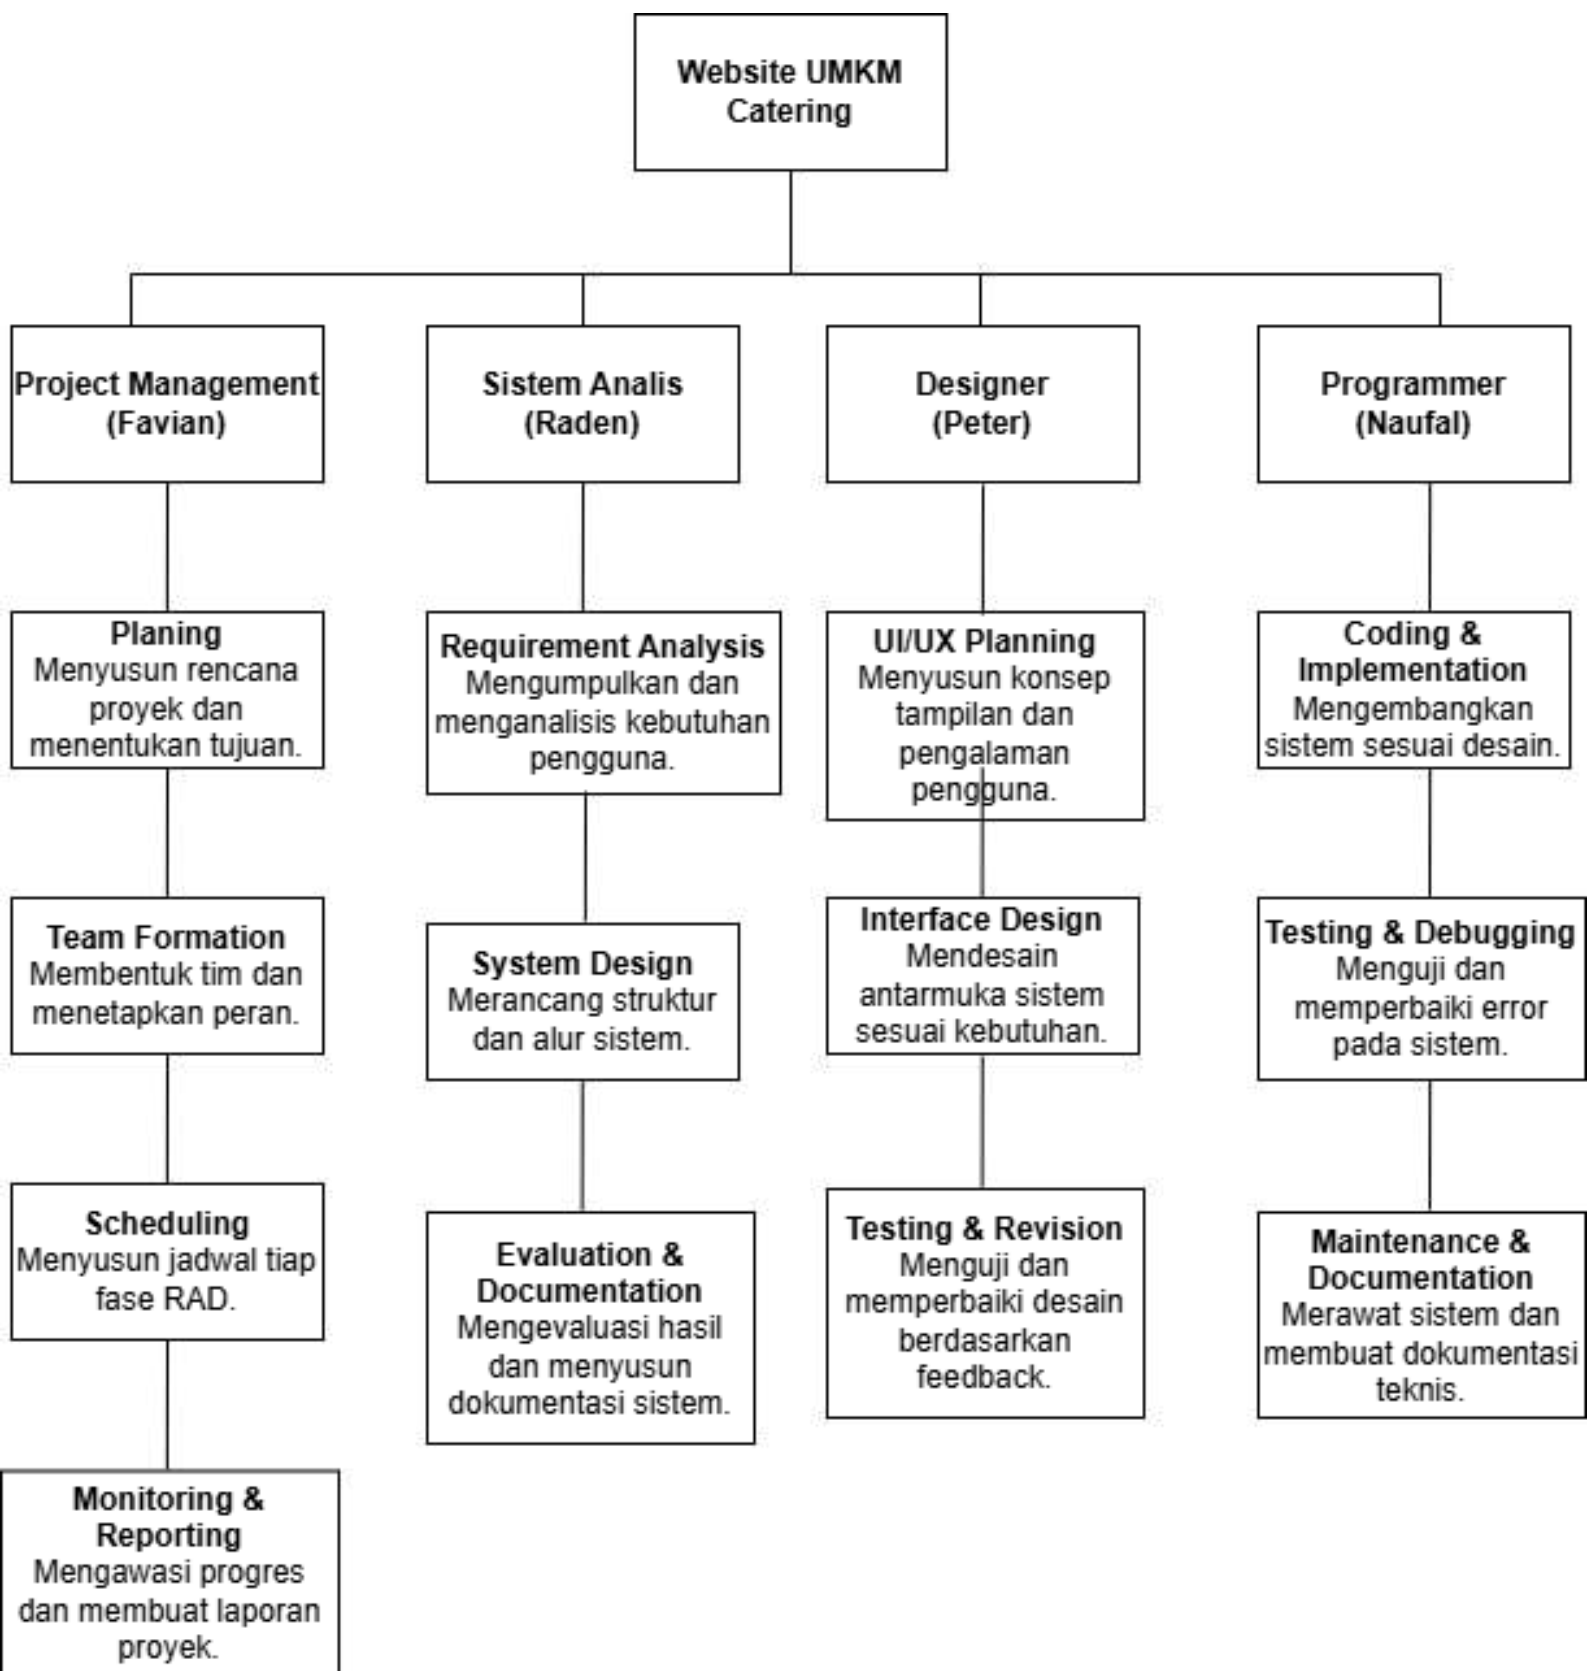 Website UMKM
Catering
Project Management
(Favian)
Sistem Analis
(Raden)
Designer
(Peter)
Programmer
(Naufal)
Planing
Menyusun rencana
proyek dan
menentukan tujuan.
Team Formation
Membentuk tim dan
menetapkan peran.
Scheduling
Menyusun jadwal tiap
fase RAD.
Monitoring &
Reporting
Mengawasi progres
dan membuat laporan
proyek.
Requirement Analysis
Mengumpulkan dan
menganalisis kebutuhan
pengguna.
System Design
Merancang struktur
dan alur sistem.
Evaluation &
Documentation
Mengevaluasi hasil
dan menyusun
dokumentasi sistem.
UI/UX Planning
Menyusun konsep
tampilan dan
pengalaman
pengguna.
Interface Design
Mendesain
antarmuka sistem
sesuai kebutuhan.
Testing & Revision
Menguji dan
memperbaiki desain
berdasarkan
feedback.
Coding &
Implementation
Mengembangkan
sistem sesuai desain.
Testing & Debugging
Menguji dan
memperbaiki error
pada sistem.
Maintenance &
Documentation
Merawat sistem dan
membuat dokumentasi
teknis.